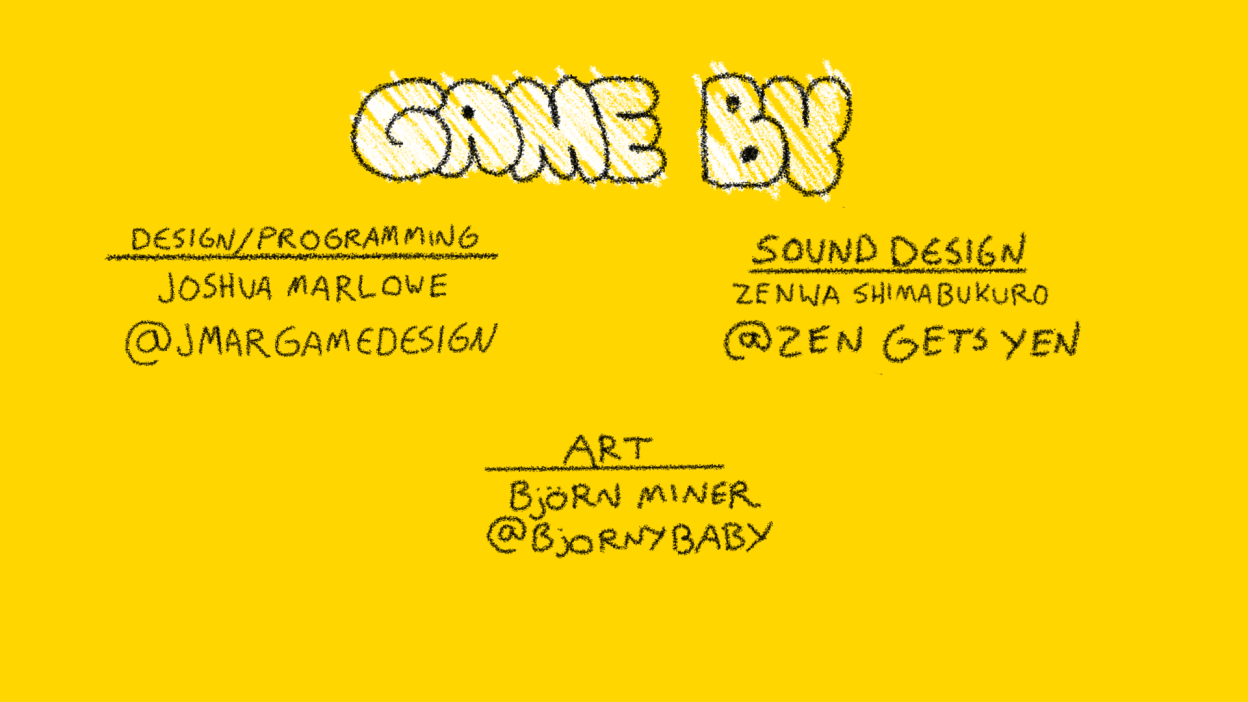 GAME BY
DESIGN/PROGRAMMING
JOSHUA MARLOWE
@JMARGAMEDESIGN
SOUND DESIGN
ZENWA SHIMABUKURO
@ZEN GETS YEN
ART
BJÖRN MINER
@BJORNYBABY